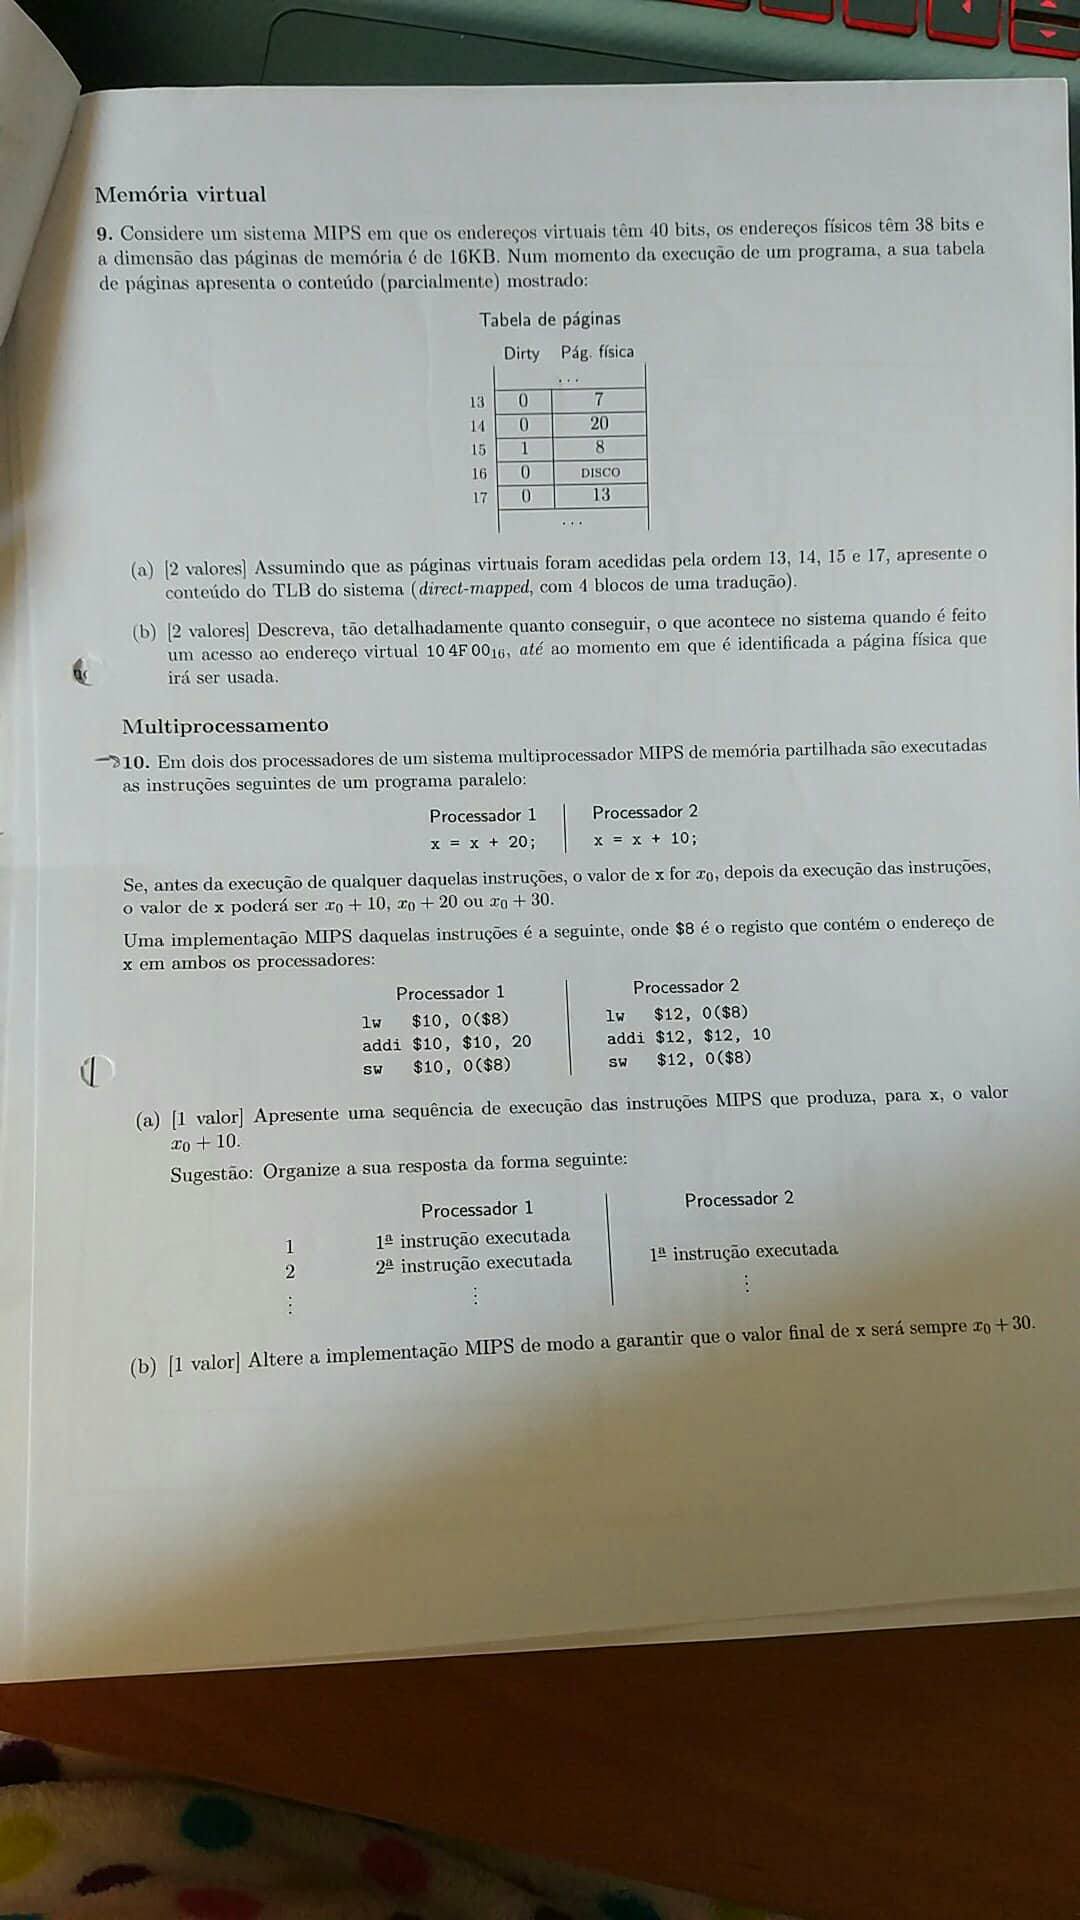 Memória virtual
9. Considere um sistema MIPS em que os endereços virtuais têm 40 bits, os endereços físicos têm 38 bits e
a dimensão das páginas de memória é de 16KB. Num momento da execução de um programa, a sua tabela
de páginas apresenta o conteúdo (parcialmente) mostrado:
Tabela de páginas
Dirty Pág. física
...
13 0 7
14 0 20
15 1 8
16 0 DISCO
17 0 13
...
(a) [2 valores] Assumindo que as páginas virtuais foram acedidas pela ordem 13, 14, 15 e 17, apresente o
conteúdo do TLB do sistema (direct-mapped, com 4 blocos de uma tradução).
(b) [2 valores] Descreva, tão detalhadamente quanto conseguir, o que acontece no sistema quando é feito
um acesso ao endereço virtual 10 4F 00₁₆, até ao momento em que é identificada a página física que
irá ser usada.
Multiprocessamento
10. Em dois dos processadores de um sistema multiprocessador MIPS de memória partilhada são executadas
as instruções seguintes de um programa paralelo:
Processador 1 Processador 2
x = x + 20; x = x + 10;
Se, antes da execução de qualquer daquelas instruções, o valor de x for x₀, depois da execução das instruções,
o valor de x poderá ser x₀ + 10, x₀ + 20 ou x₀ + 30.
Uma implementação MIPS daquelas instruções é a seguinte, onde $8 é o registo que contém o endereço de
x em ambos os processadores:
Processador 1 Processador 2
lw $10, 0($8) lw $12, 0($8)
addi $10, $10, 20 addi $12, $12, 10
sw $10, 0($8) sw $12, 0($8)
(a) [1 valor] Apresente uma sequência de execução das instruções MIPS que produza, para x, o valor
x₀ + 10.
Sugestão: Organize a sua resposta da forma seguinte:
Processador 1 Processador 2
1 1ª instrução executada
2 2ª instrução executada 1ª instrução executada
⋮ ⋮ ⋮
(b) [1 valor] Altere a implementação MIPS de modo a garantir que o valor final de x será sempre x₀ + 30.